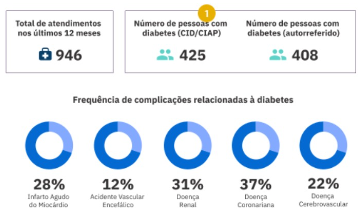 Total de atendimentos
nos últimos 12 meses
946
1
Número de pessoas com
diabetes (CID/CIAP)
425
Número de pessoas com
diabetes (autorreferido)
408
Frequência de complicações relacionadas à diabetes
28%
Infarto Agudo
do Miocárdio
12%
Acidente Vascular
Encefálico
31%
Doença
Renal
37%
Doença
Coronariana
22%
Doença
Cerebrovascular